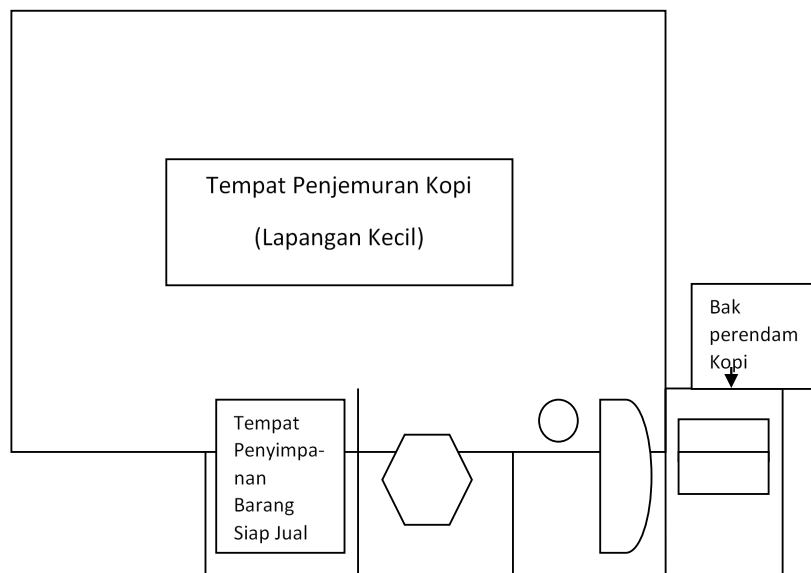 Tempat Penjemuran Kopi
(Lapangan Kecil)
Bak
perendam
Kopi
Tempat
Penyimpa-
nan
Barang
Siap Jual